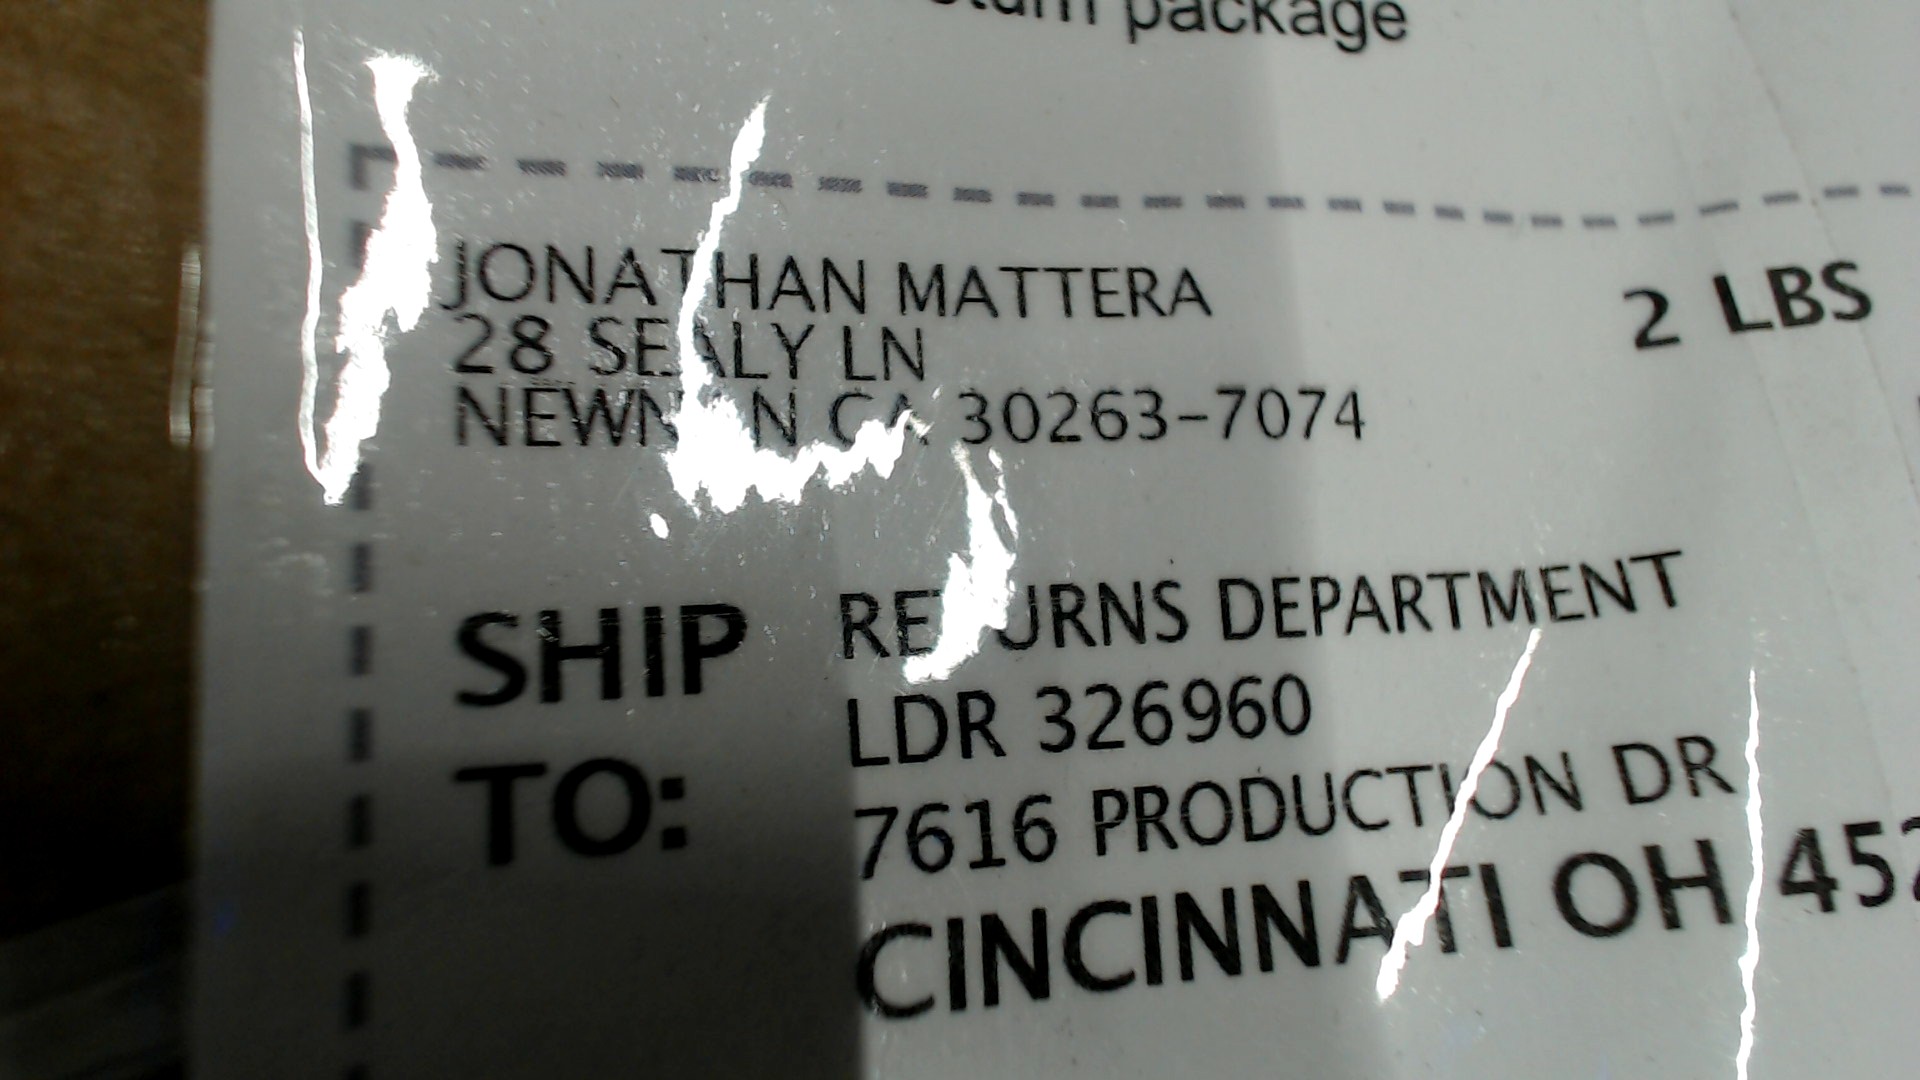 package
JONATHAN MATTERA
2 LBS
28 SEALY LN
30263-7074
SHIP TO:
RETURNS DEPARTMENT
LDR 326960
7616 PRODUCTION DR
CINCINNATI OH